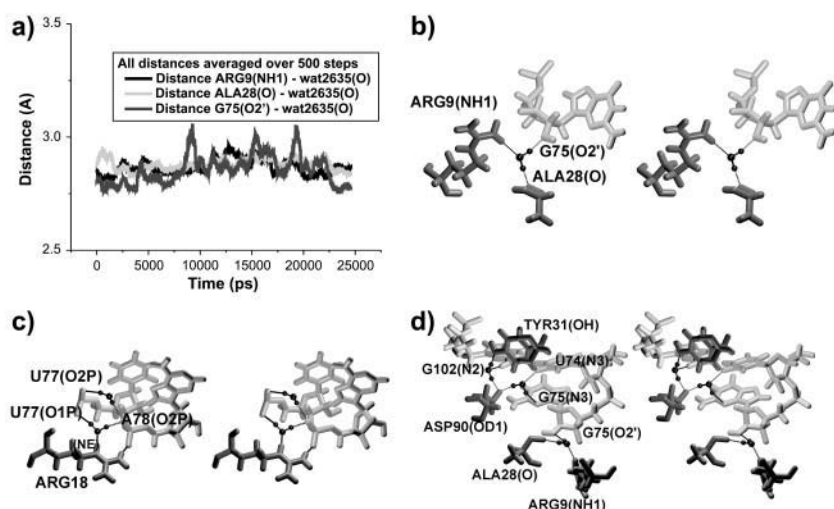 a)
3.5
3.0
2.5
Distance (A)
All distances averaged over 500 steps
Distance ARG9(NH1) - wat2635(O)
Distance ALA28(O) - wat2635(O)
Distance G75(O2') - wat2635(O)
0 5000 10000 15000 20000 25000
Time (ps)
b)
ARG9(NH1)
G75(O2')
ALA28(O)
c)
U77(O2P)
U77(O1P)
A78(O2P)
(NE)
ARG18
d)
TYR31(OH)
G102(N2)
U74(N3)
G75(N3)
ASP90(OD1)
G75(O2')
ALA28(O)
ARG9(NH1)